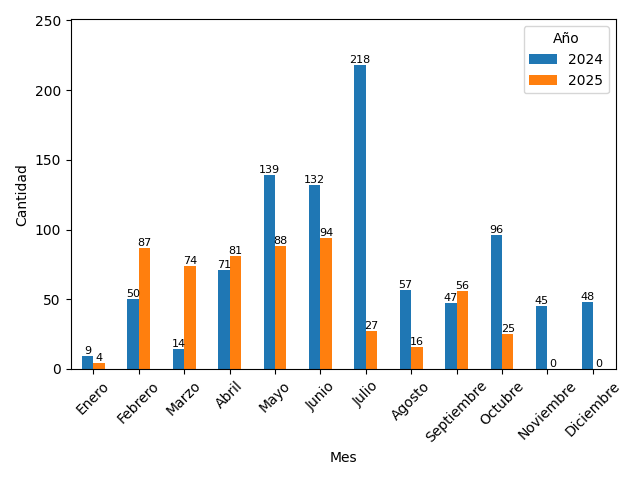 Año
2024
2025
250
200
150
100
50
0
Cantidad
9
4
50
87
14
74
71
81
139
88
132
94
218
27
57
16
47
56
96
25
45
0
48
0
Enero
Febrero
Marzo
Abril
Mayo
Junio
Julio
Agosto
Septiembre
Octubre
Noviembre
Diciembre
Mes